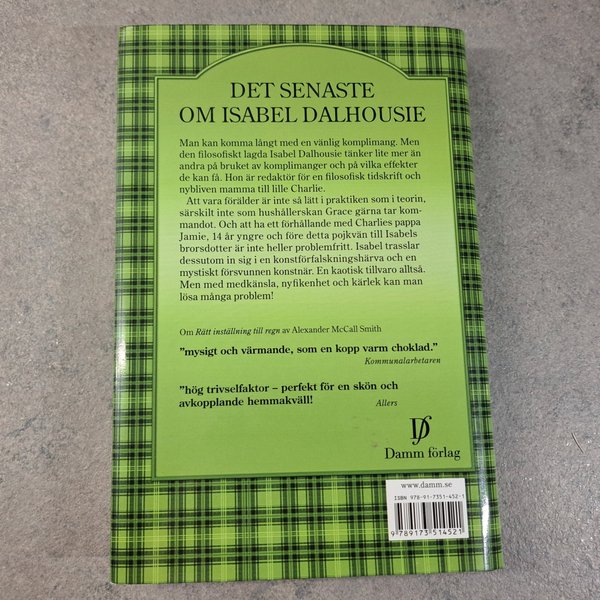 DET SENASTE
OM ISABEL DALHOUSIE
Man kan komma långt med en vänlig komplimang. Men
den filosofiskt lagda Isabel Dalhousie tänker lite mer än
andra på bruket av komplimanger och på vilka effekter
de kan få. Hon är redaktör för en filosofisk tidskrift och
nybliven mamma till lille Charlie.
Att vara förälder är inte så lätt i praktiken som i teorin,
särskilt inte som hushållerskan Grace gärna tar kom-
mandot. Och att ha ett förhållande med Charlies pappa
Jamie, 14 år yngre och före detta pojkvän till Isabels
brorsdotter är inte heller problemfritt. Isabel trasslar
dessutom in sig i en konstförfalskningshärva och en
mystiskt försvunnen konstnär. En kaotisk tillvaro alltså.
Men med medkänsla, nyfikenhet och kärlek kan man
lösa många problem!
Om Rätt inställning till regn av Alexander McCall Smith
”mysigt och värmande, som en kopp varm choklad.”
Kommunalarbetaren
”hög trivselfaktor – perfekt för en skön och
avkopplande hemmakväll!
Allers
Df
Damm förlag
www.damm.se
ISBN 978-91-7351-452-1
9 789173 514521